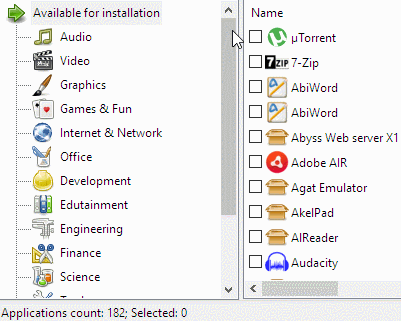 Available for installation
Audio
Video
Graphics
Games & Fun
Internet & Network
Office
Development
Edutainment
Engineering
Finance
Science
Name
µTorrent
7ZIP 7-Zip
AbiWord
AbiWord
Abyss Web server X1
Adobe AIR
Agat Emulator
AkelPad
AlReader
Audacity
Applications count: 182; Selected: 0